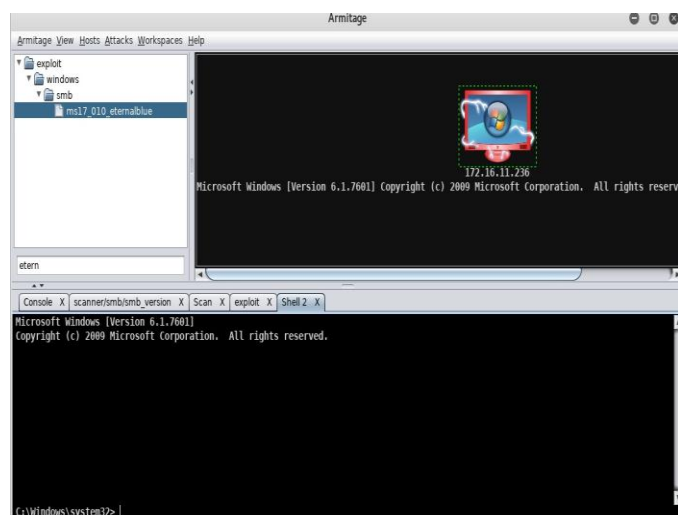 Armitage
Armitage View Hosts Attacks Workspaces Help
exploit
windows
smb
ms17_010_eternalblue
172.16.11.236
Microsoft Windows [Version 6.1.7601] Copyright (c) 2009 Microsoft Corporation. All rights reserv
etern
Console X scanner/smb/smb_version X Scan X exploit X Shell 2 X
Microsoft Windows [Version 6.1.7601]
Copyright (c) 2009 Microsoft Corporation. All rights reserved.
C:\Windows\system32>